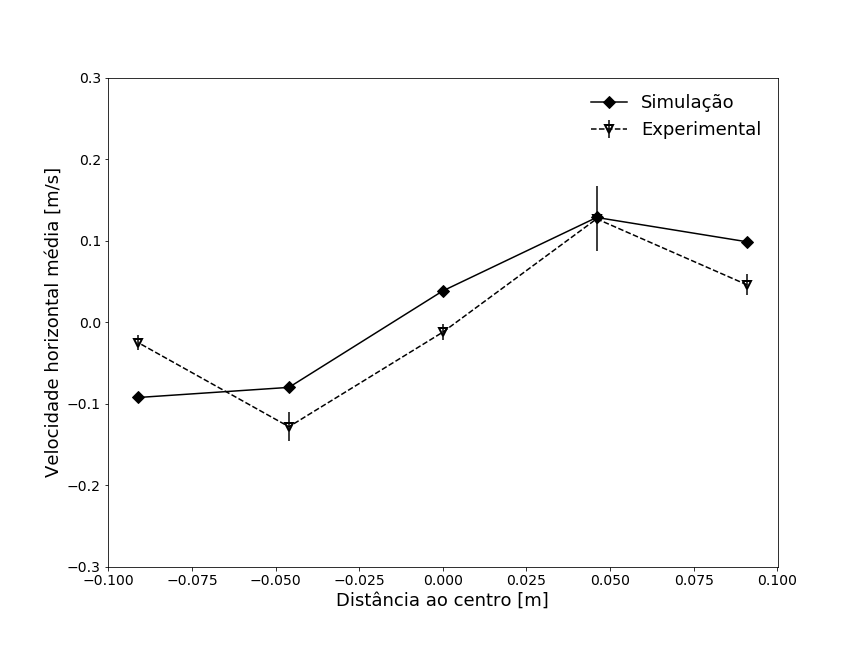 0.3
0.2
0.1
0.0
−0.1
−0.2
−0.3
Velocidade horizontal média [m/s]
Simulação
Experimental
−0.100 −0.075 −0.050 −0.025 0.000 0.025 0.050 0.075 0.100
Distância ao centro [m]